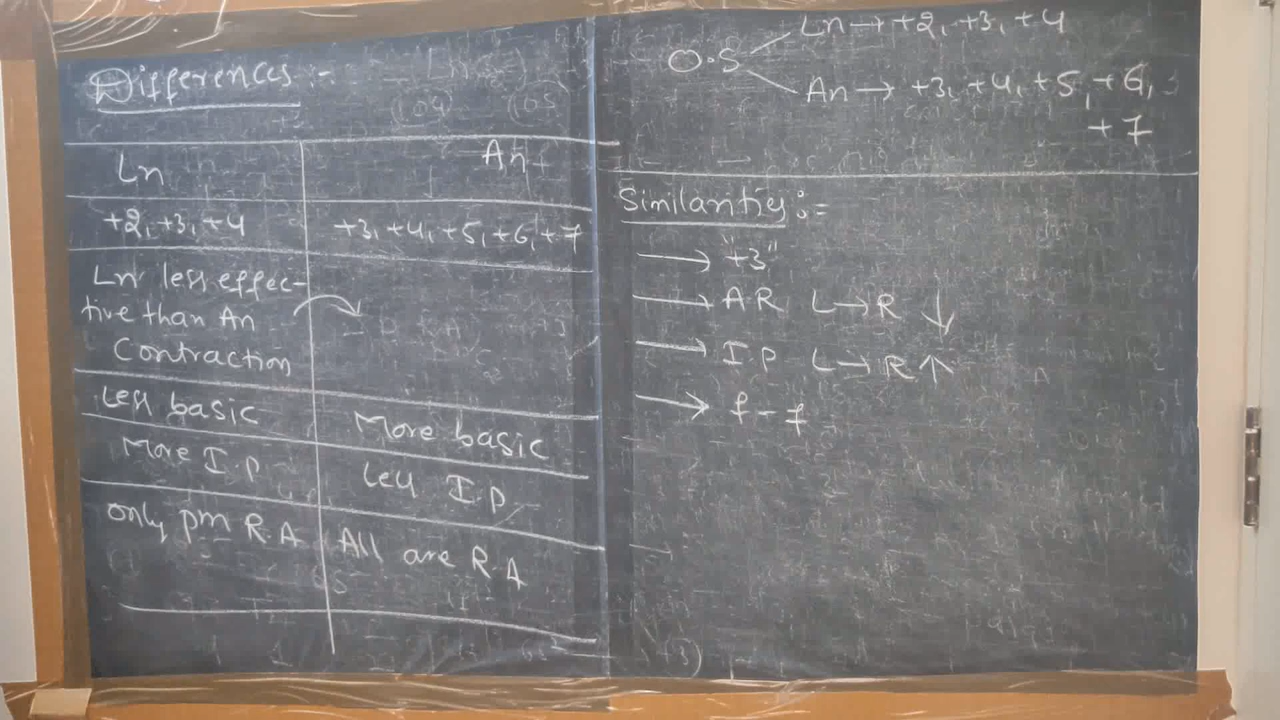 Differences :-
Ln An
+2, +3, +4 +3, +4, +5, +6, +7
Ln less effec-
tive than An
Contraction
Less basic More basic
More I.P Less I.P
only pm R.A All are R.A
O.S
Ln → +2, +3, +4
An → +3, +4, +5, +6,
+7
Similarities :-
→ "+3"
→ AR L→R ↓
→ I.P L→R ↑
→ f-f